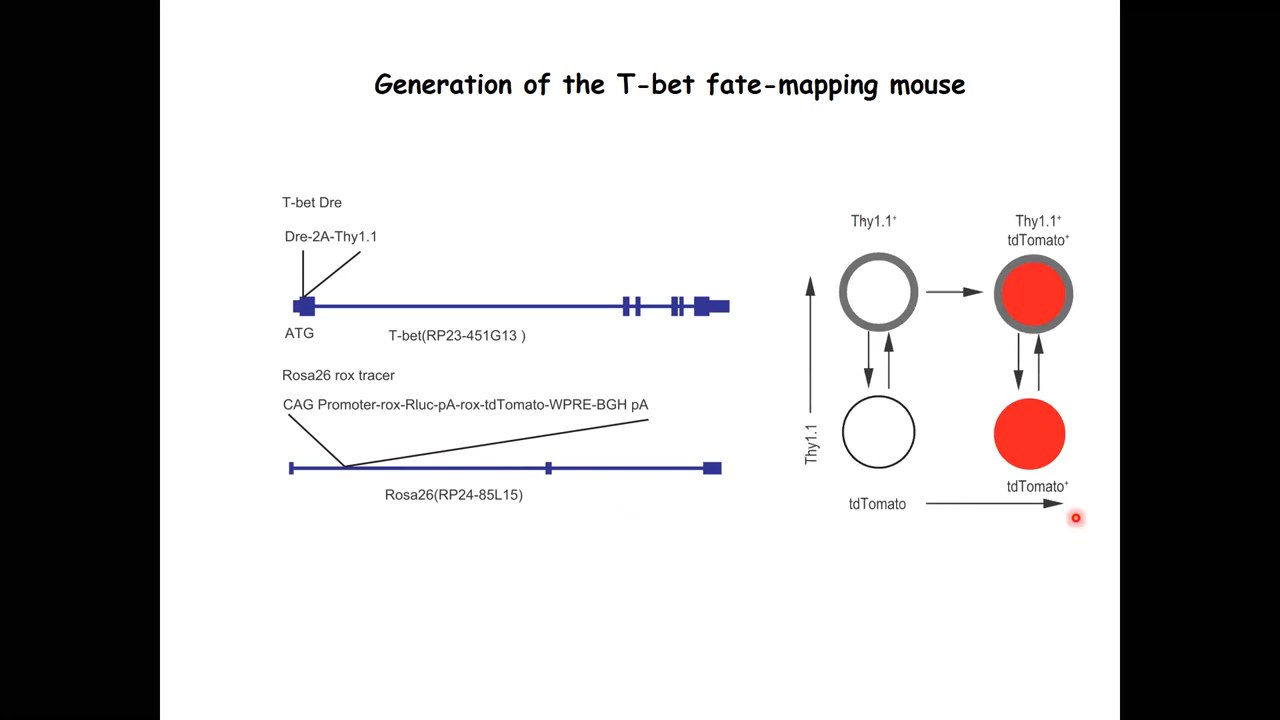 Generation of the T-bet fate-mapping mouse
T-bet Dre
Dre-2A-Thy1.1
ATG
T-bet(RP23-451G13 )
Rosa26 rox tracer
CAG Promoter-rox-Rluc-pA-rox-tdTomato-WPRE-BGH pA
Rosa26(RP24-85L15)
Thy1.1⁺
Thy1.1⁺
tdTomato⁺
Thy1.1
tdTomato⁺
tdTomato